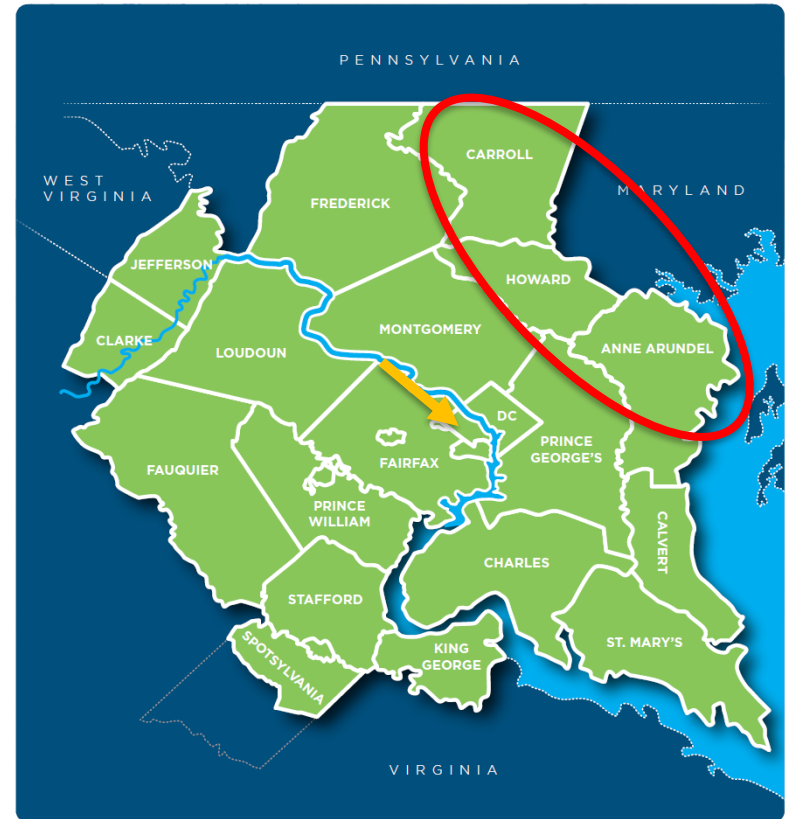 PENNSYLVANIA
CARROLL
WEST
VIRGINIA
MARYLAND
FREDERICK
JEFFERSON
HOWARD
CLARKE
LOUDOUN
MONTGOMERY
ANNE ARUNDEL
DC
PRINCE
GEORGE'S
FAIRFAX
FAUQUIER
PRINCE
WILLIAM
CALVERT
CHARLES
STAFFORD
ST. MARY'S
KING
GEORGE
SPOTSYLVANIA
VIRGINIA